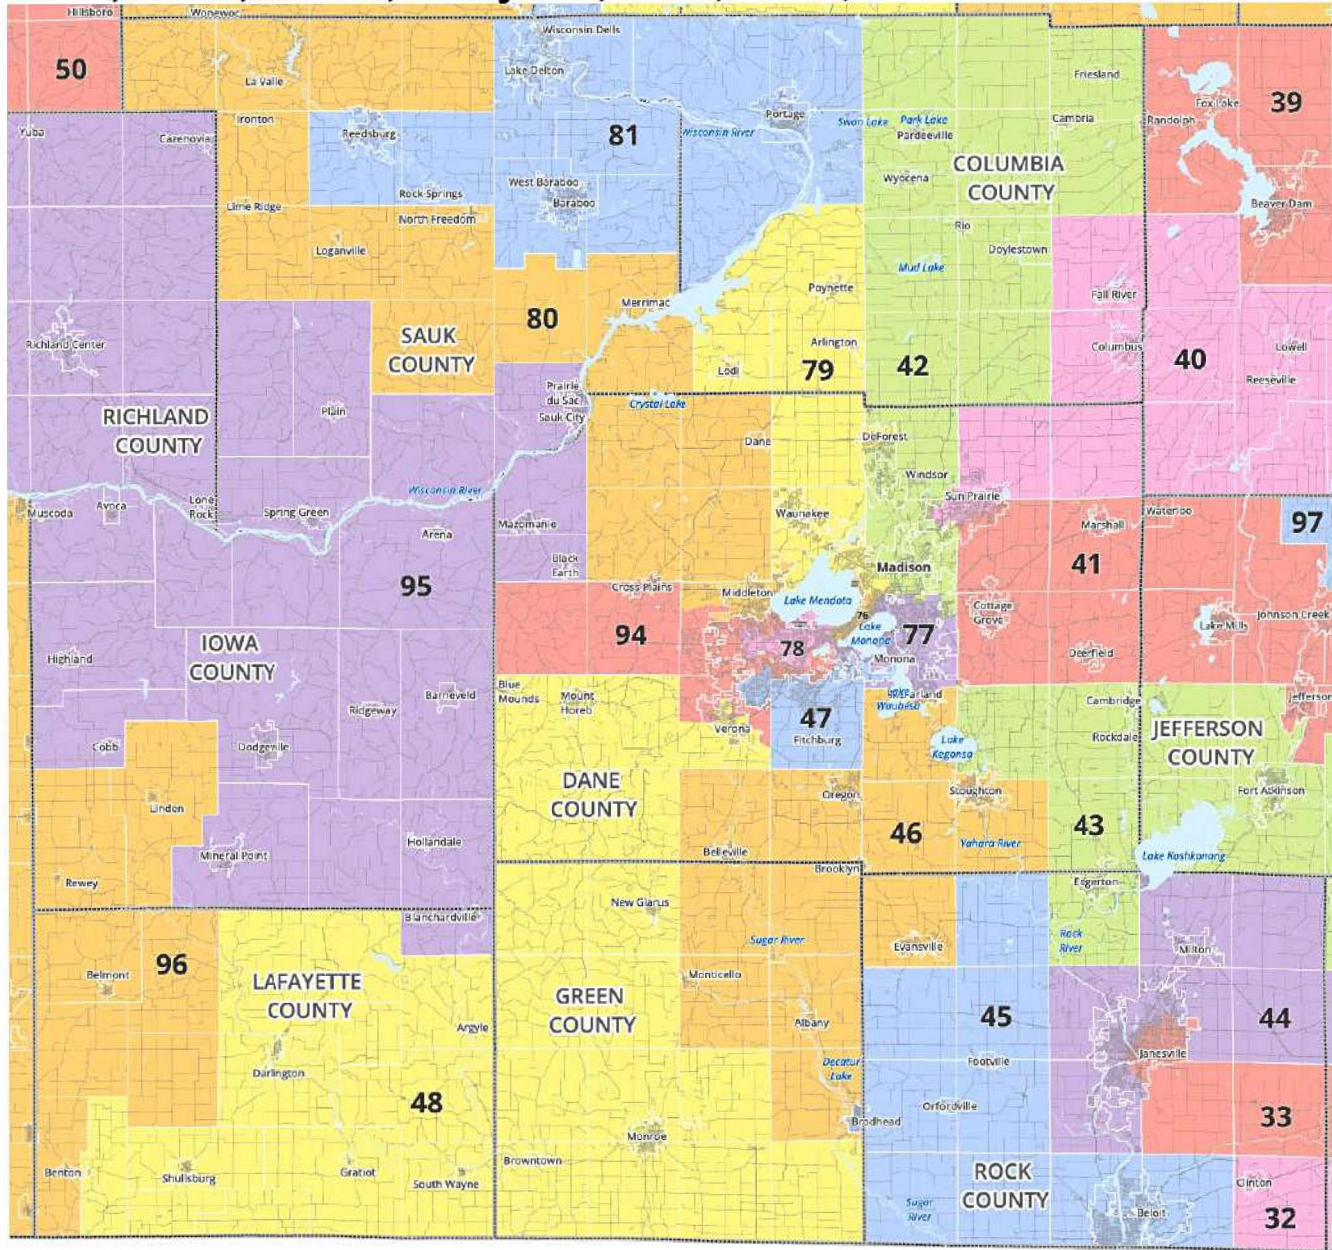 Hillsboro
Wonewoc
Wisconsin Dells
50
La Valle
Lake Delton
Friesland
Fox Lake
39
Yuba
Cazenovia
Ironton
Reedsburg
81
Wisconsin River
Portage
Swan Lake
Park Lake
Pardeeville
Cambria
Randolph
COLUMBIA
COUNTY
West Baraboo
Baraboo
Wyocena
Rock Springs
Lime Ridge
North Freedom
Beaver Dam
Loganville
Rio
Doylestown
Mud Lake
Poynette
Fall River
Merrimac
80
SAUK
COUNTY
Richland Center
Arlington
79
42
Columbus
40
Lowell
Lodi
Reeseville
Prairie
du Sac
Sauk City
Crystal Lake
RICHLAND
COUNTY
Plain
Dane
DeForest
Windsor
Wisconsin River
Sun Prairie
Muscoda
Avoca
Lone
Rock
Spring Green
Arena
Mazomanie
Waunakee
Marshall
Waterloo
97
Black
Earth
Madison
41
95
Cross Plains
Middleton
Lake Mendota
76
Cottage
Grove
Lake Mills
Johnson Creek
94
Lake
Monona
77
78
IOWA
COUNTY
Highland
Monona
Deerfield
Blue
Mounds
Mount
Horeb
Barneveld
Ridgeway
Lake
Waubesa
Cambridge
Jefferson
Verona
47
Fitchburg
Rockdale
JEFFERSON
COUNTY
Cobb
Dodgeville
Lake
Kegonsa
DANE
COUNTY
Linden
Oregon
Stoughton
Fort Adkinson
46
43
Hollandale
Mineral Point
Belleville
Yahara River
Lake Koshkonong
Rewey
Brooklyn
Edgerton
Blanchardville
New Glarus
Sugar River
Evansville
Rock
River
Milton
96
Belmont
LAFAYETTE
COUNTY
Monticello
GREEN
COUNTY
45
44
Argyle
Albany
Janesville
Darlington
Decatur
Lake
Footville
48
Orfordville
Brodhead
33
Monroe
Benton
Shullsburg
Gratiot
South Wayne
Browntown
ROCK
COUNTY
Clinton
Sugar
River
Beloit
32